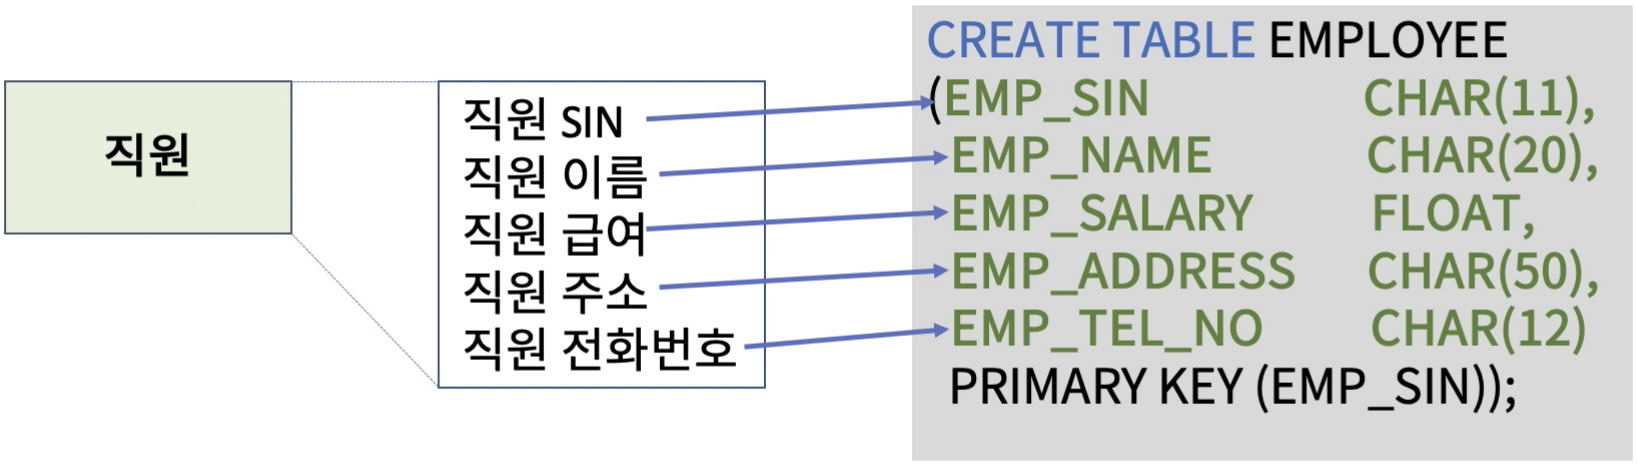 직원
직원 SIN
직원 이름
직원 급여
직원 주소
직원 전화번호
CREATE TABLE EMPLOYEE
(EMP_SIN CHAR(11),
EMP_NAME CHAR(20),
EMP_SALARY FLOAT,
EMP_ADDRESS CHAR(50),
EMP_TEL_NO CHAR(12)
PRIMARY KEY (EMP_SIN));